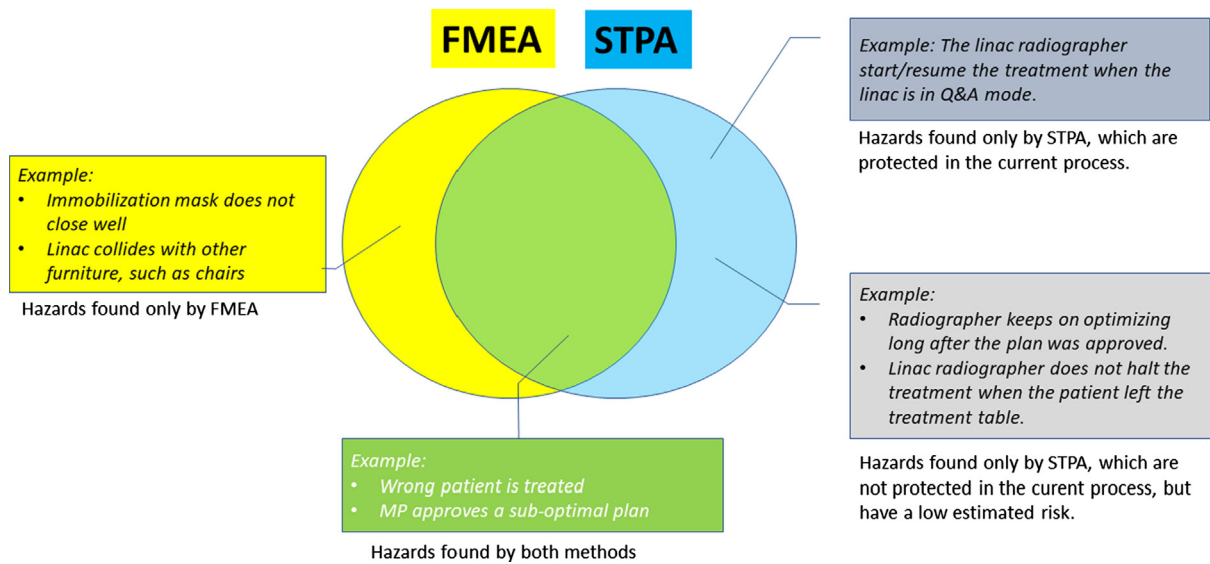 FMEA
STPA
Example: The linac radiographer
start/resume the treatment when the
linac is in Q&A mode.
Hazards found only by STPA, which are
protected in the current process.
Example:
• Immobilization mask does not
close well
• Linac collides with other
furniture, such as chairs
Hazards found only by FMEA
Example:
• Radiographer keeps on optimizing
long after the plan was approved.
• Linac radiographer does not halt the
treatment when the patient left the
treatment table.
Hazards found only by STPA, which are
not protected in the curent process, but
have a low estimated risk.
Example:
• Wrong patient is treated
• MP approves a sub-optimal plan
Hazards found by both methods